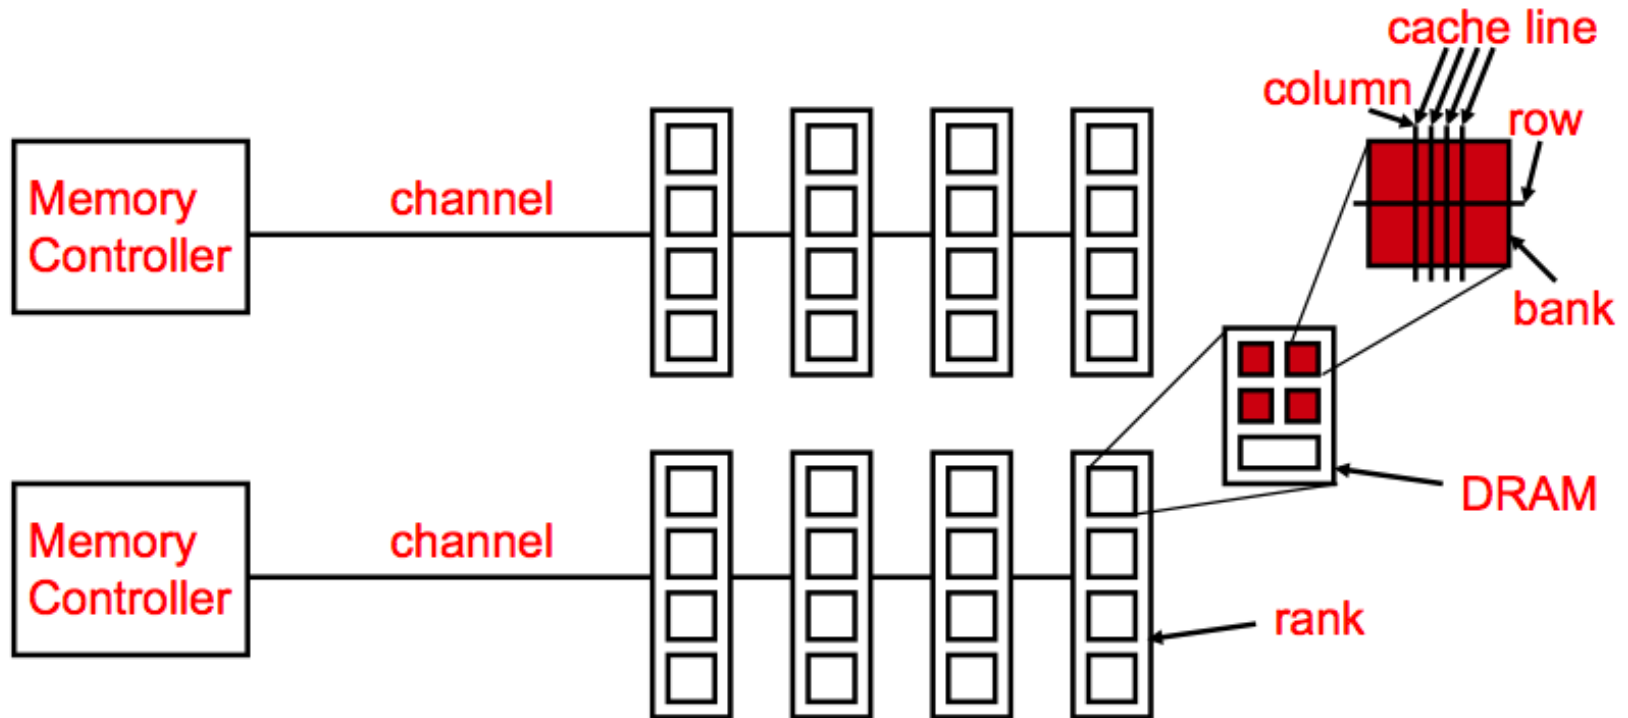 cache line
column
row
Memory
Controller
channel
bank
DRAM
Memory
Controller
channel
rank